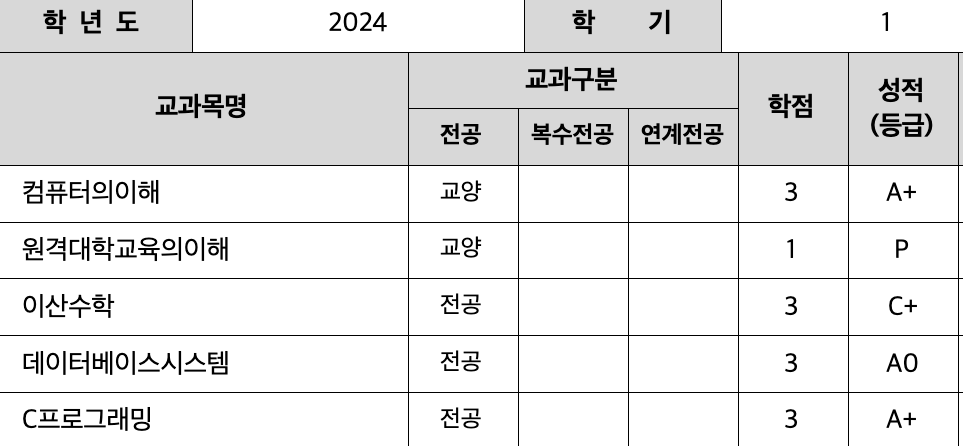 학 년 도 2024 학 기 1
교과목명 교과구분 학점 성적
(등급)
전공 복수전공 연계전공
컴퓨터의이해 교양 3 A+
원격대학교육의이해 교양 1 P
이산수학 전공 3 C+
데이터베이스시스템 전공 3 A0
C프로그래밍 전공 3 A+